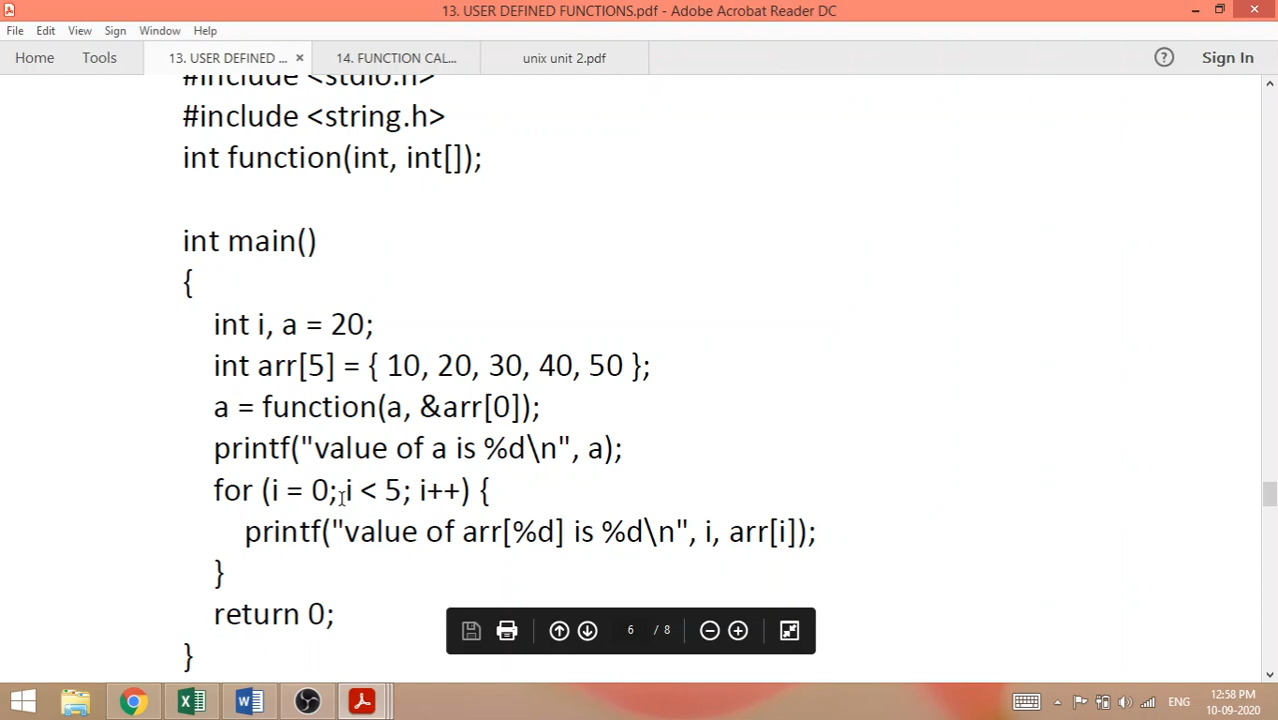 13. USER DEFINED FUNCTIONS.pdf - Adobe Acrobat Reader DC
File Edit View Sign Window Help
Home Tools 13. USER DEFINED ... × 14. FUNCTION CAL... unix unit 2.pdf ? Sign In
#include <stdio.h>
#include <string.h>
int function(int, int[]);
int main()
{
int i, a = 20;
int arr[5] = { 10, 20, 30, 40, 50 };
a = function(a, &arr[0]);
printf("value of a is %d\n", a);
for (i = 0; i < 5; i++) {
printf("value of arr[%d] is %d\n", i, arr[i]);
}
return 0;
}
6 / 8
ENG
12:58 PM
10-09-2020